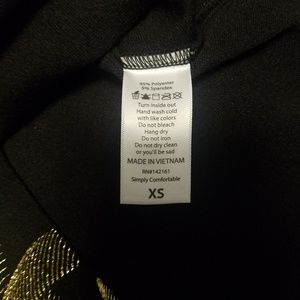 95% Polyester
5% Spandex
Turn inside out
Hand wash cold
with like colors
Do not bleach
Hang dry
Do not iron
Do not dry clean
or you'll be sad
MADE IN VIETNAM
RN#142161
Simply Comfortable
XS